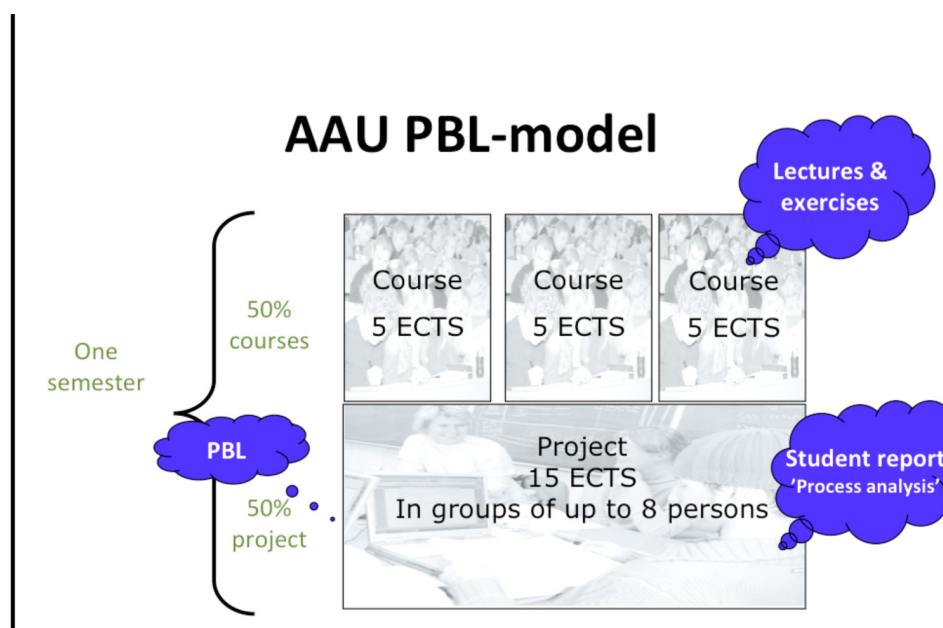 AAU PBL-model
Lectures &
exercises
Course
5 ECTS
Course
5 ECTS
Course
5 ECTS
50%
courses
One
semester
PBL
Project
15 ECTS
In groups of up to 8 persons
Student report
'Process analysis'
50%
project